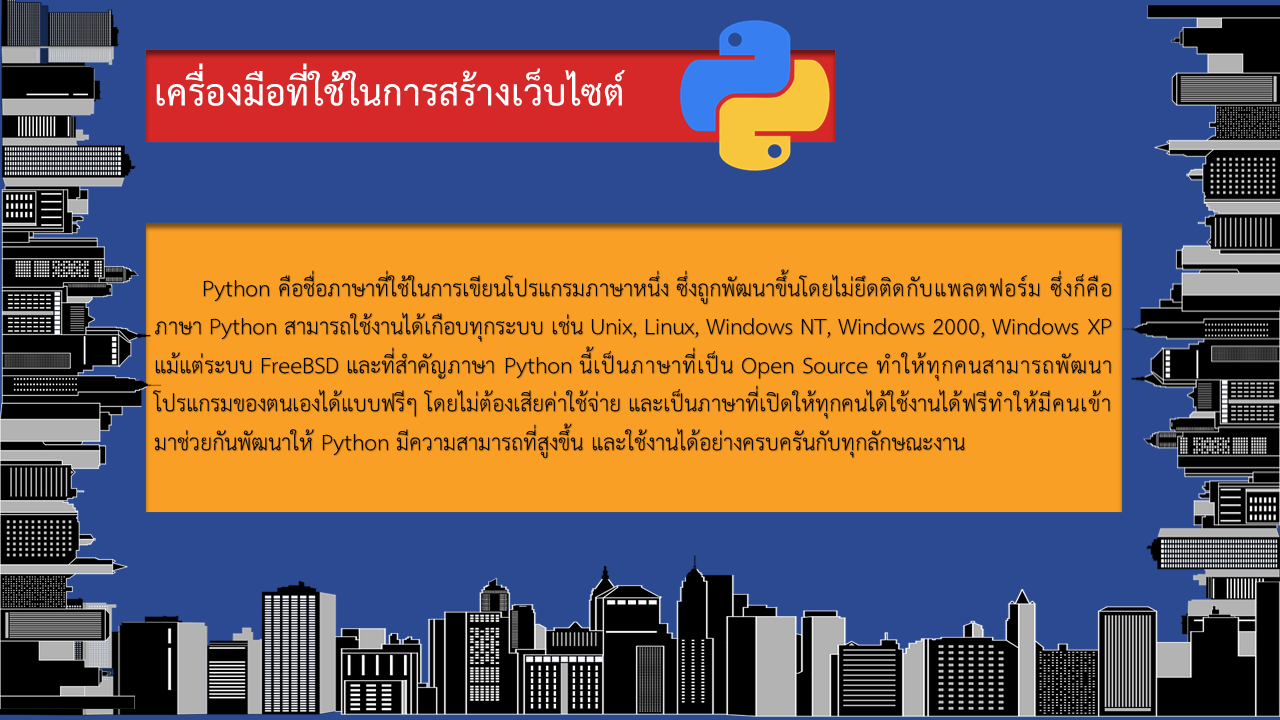 เครื่องมือที่ใช้ในการสร้างเว็บไซต์
Python คือชื่อภาษาที่ใช้ในการเขียนโปรแกรมภาษาหนึ่ง ซึ่งถูกพัฒนาขึ้นโดยไม่ยึดติดกับแพลตฟอร์ม ซึ่งก็คือ
ภาษา Python สามารถใช้งานได้เกือบทุกระบบ เช่น Unix, Linux, Windows NT, Windows 2000, Windows XP
แม้แต่ระบบ FreeBSD และที่สำคัญภาษา Python นี้เป็นภาษาที่เป็น Open Source ทำให้ทุกคนสามารถพัฒนา
โปรแกรมของตนเองได้แบบฟรีๆ โดยไม่ต้องเสียค่าใช้จ่าย และเป็นภาษาที่เปิดให้ทุกคนได้ใช้งานได้ฟรีทำให้มีคนเข้า
มาช่วยกันพัฒนาให้ Python มีความสามารถที่สูงขึ้น และใช้งานได้อย่างครบครันกับทุกลักษณะงาน